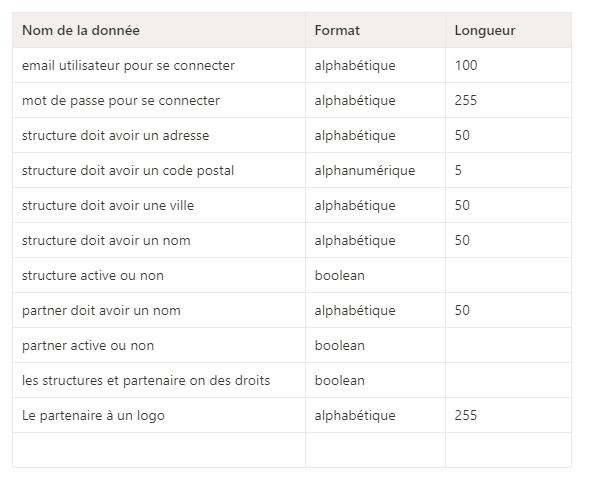 Nom de la donnée Format Longueur
email utilisateur pour se connecter alphabétique 100
mot de passe pour se connecter alphabétique 255
structure doit avoir un adresse alphabétique 50
structure doit avoir un code postal alphanumérique 5
structure doit avoir une ville alphabétique 50
structure doit avoir un nom alphabétique 50
structure active ou non boolean
partner doit avoir un nom alphabétique 50
partner active ou non boolean
les structures et partenaire on des droits boolean
Le partenaire à un logo alphabétique 255